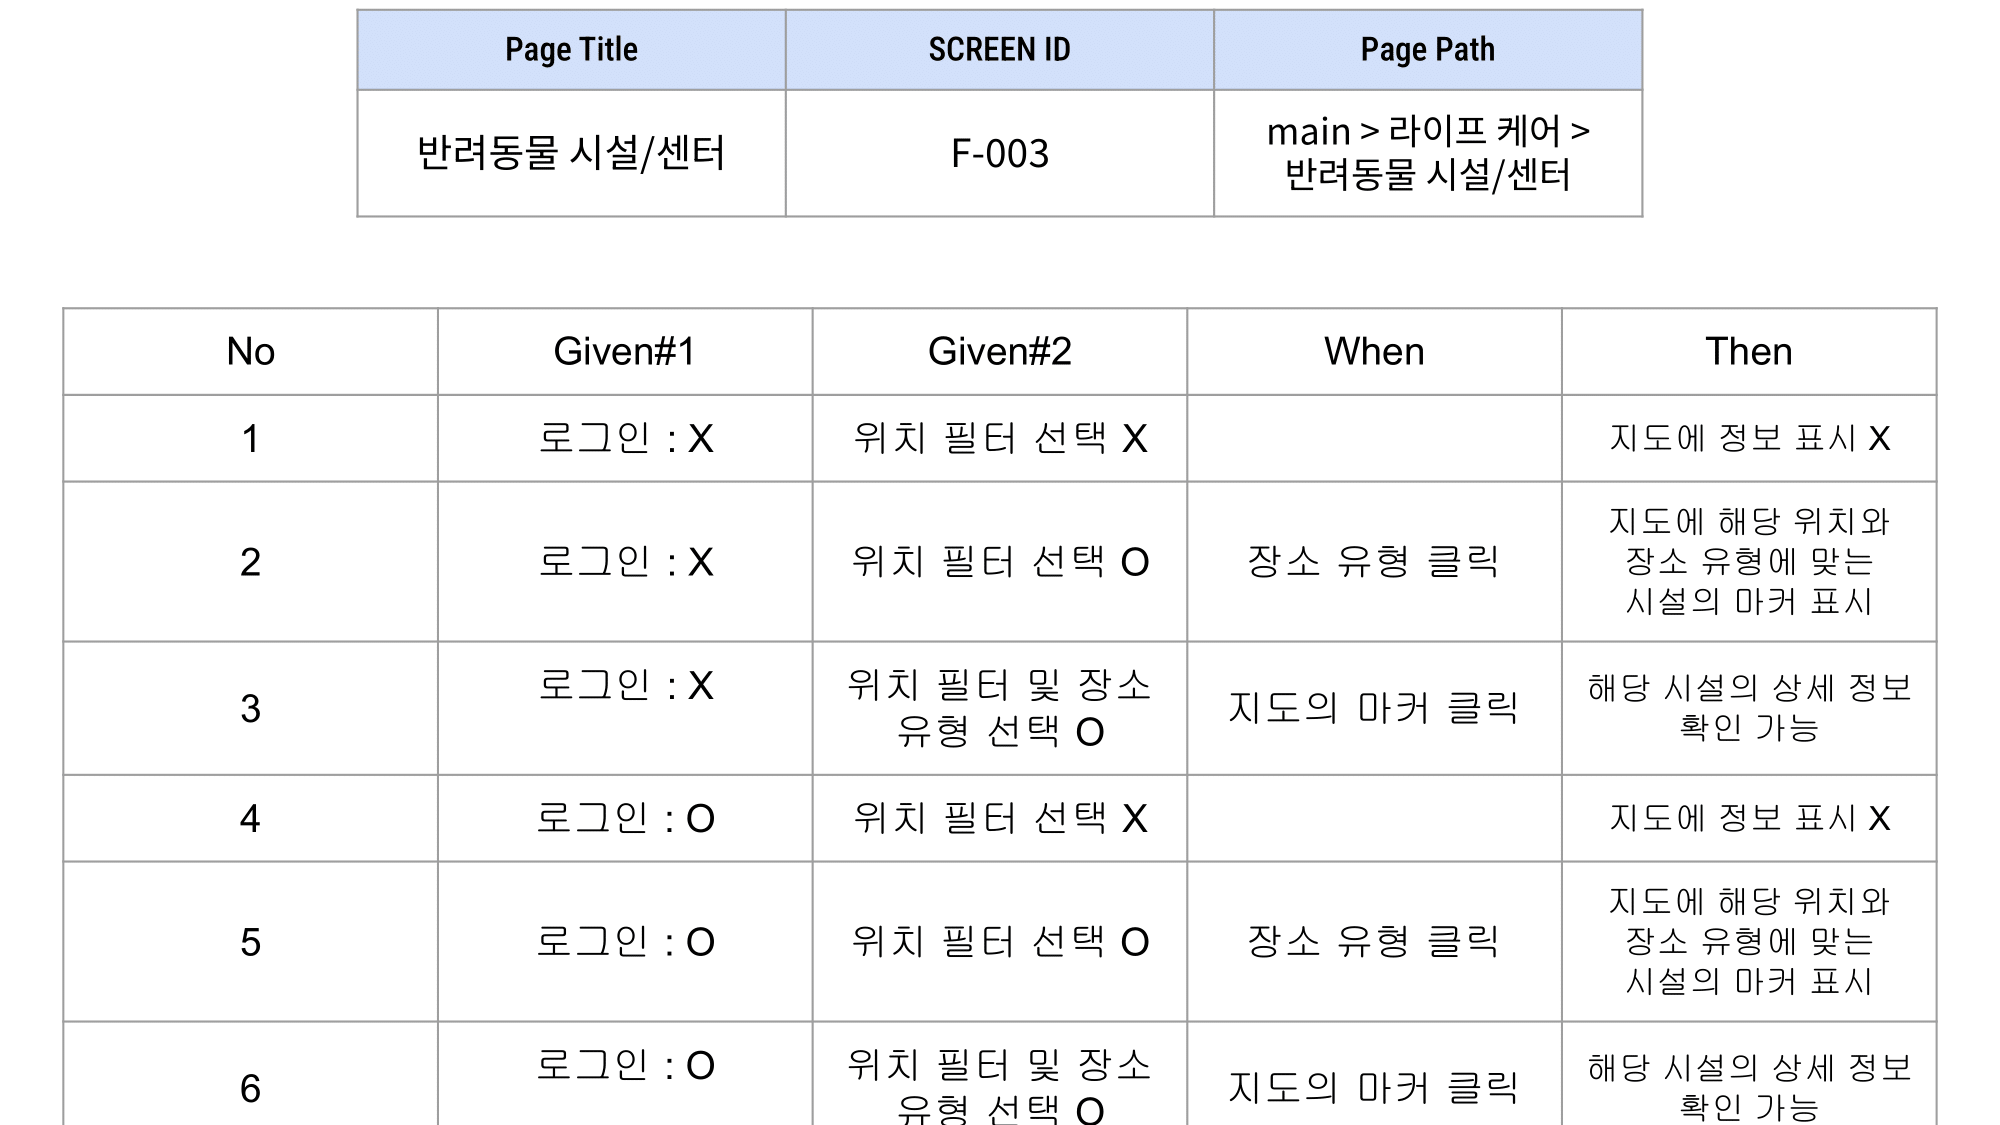 Page Title SCREEN ID Page Path
반려동물 시설/센터 F-003 main > 라이프 케어 >
반려동물 시설/센터
No Given#1 Given#2 When Then
1 로그인 : X 위치 필터 선택 X 지도에 정보 표시 X
2 로그인 : X 위치 필터 선택 O 장소 유형 클릭 지도에 해당 위치와
장소 유형에 맞는
시설의 마커 표시
3 로그인 : X 위치 필터 및 장소
유형 선택 O 지도의 마커 클릭 해당 시설의 상세 정보
확인 가능
4 로그인 : O 위치 필터 선택 X 지도에 정보 표시 X
5 로그인 : O 위치 필터 선택 O 장소 유형 클릭 지도에 해당 위치와
장소 유형에 맞는
시설의 마커 표시
6 로그인 : O 위치 필터 및 장소
유형 선택 O 지도의 마커 클릭 해당 시설의 상세 정보
확인 가능